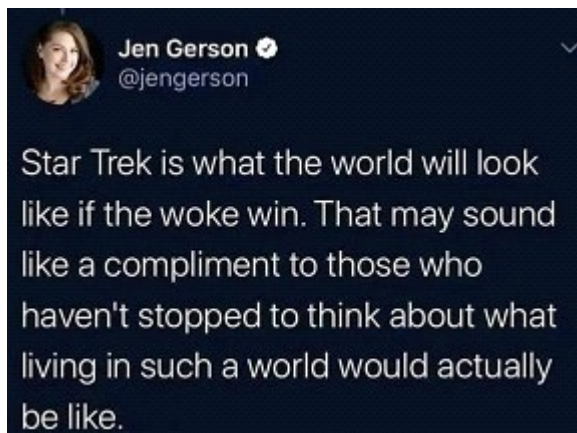 Jen Gerson
@jengerson
Star Trek is what the world will look
like if the woke win. That may sound
like a compliment to those who
haven't stopped to think about what
living in such a world would actually
be like.